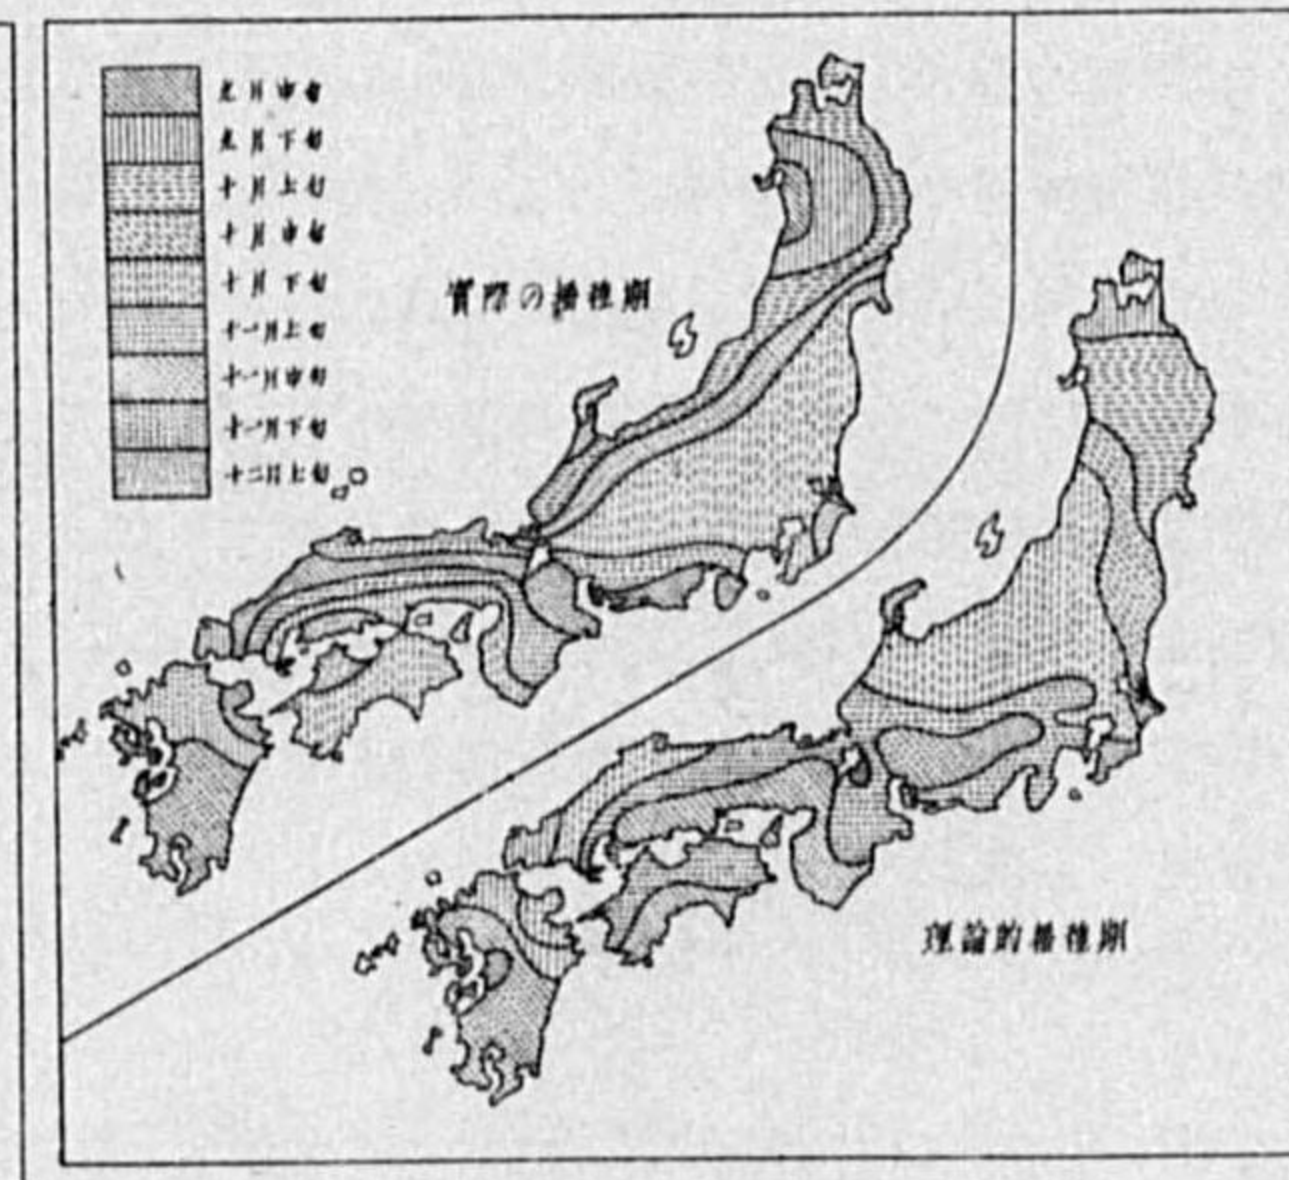 九月中旬
九月下旬
十月上旬
十月中旬
十月下旬
十一月上旬
十一月中旬
十一月下旬
十二月上旬
實際の播種期
理論的播種期